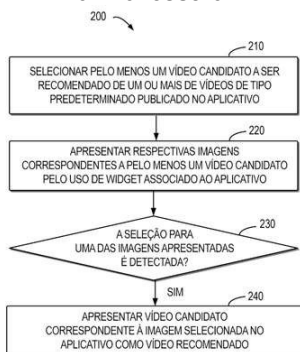 200
210
SELECIONAR PELO MENOS UM VÍDEO CANDIDATO A SER
RECOMENDADO DE UM OU MAIS DE VÍDEOS DE TIPO
PREDETERMINADO PUBLICADO NO APLICATIVO
220
APRESENTAR RESPECTIVAS IMAGENS
CORRESPONDENTES A PELO MENOS UM VÍDEO CANDIDATO
PELO USO DE WIDGET ASSOCIADO AO APLICATIVO
230
A SELEÇÃO PARA
UMA DAS IMAGENS APRESENTADAS
É DETECTADA?
SIM
240
APRESENTAR VÍDEO CANDIDATO
CORRESPONDENTE À IMAGEM SELECIONADA NO
APLICATIVO COMO VÍDEO RECOMENDADO